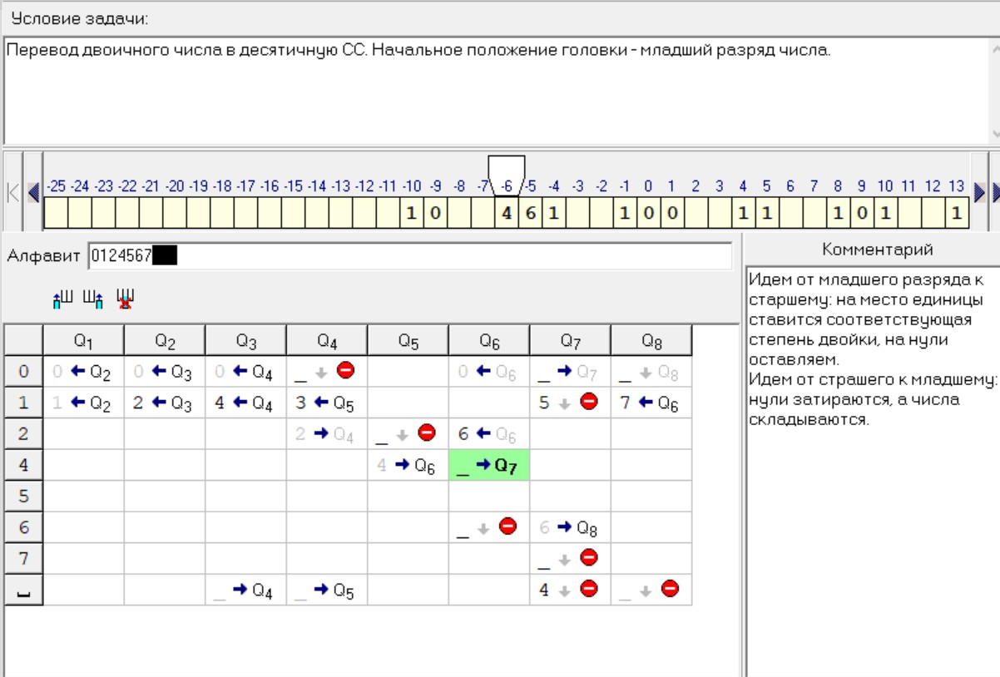 Условие задачи:
Перевод двоичного числа в десятичную СС. Начальное положение головки - младший разряд числа.
-25 -24 -23 -22 -21 -20 -19 -18 -17 -16 -15 -14 -13 -12 -11 -10 -9 -8 -7 -6 -5 -4 -3 -2 -1 0 1 2 3 4 5 6 7 8 9 10 11 12 13
1 0 4 6 1 1 0 0 1 1 1 0 1 1
Алфавит 0124567
Комментарий
Идем от младшего разряда к
старшему: на место единицы
ставится соответствующая
степень двойки, на нули
оставляем.
Идем от страшего к младшему:
нули затираются, а числа
складываются.
Q1 Q2 Q3 Q4 Q5 Q6 Q7 Q8
0 0 ← Q2 0 ← Q3 0 ← Q4 _ ↓ 0 ← Q6 _ → Q7 _ ↓ Q8
1 1 ← Q2 2 ← Q3 4 ← Q4 3 ← Q5 5 ↓ 7 ← Q6
2 2 → Q4 _ ↓ 6 ← Q6
4 4 → Q6 _ → Q7
5
6 _ ↓ 6 → Q8
7 _ ↓
␣ _ → Q4 _ → Q5 4 ↓ _ ↓